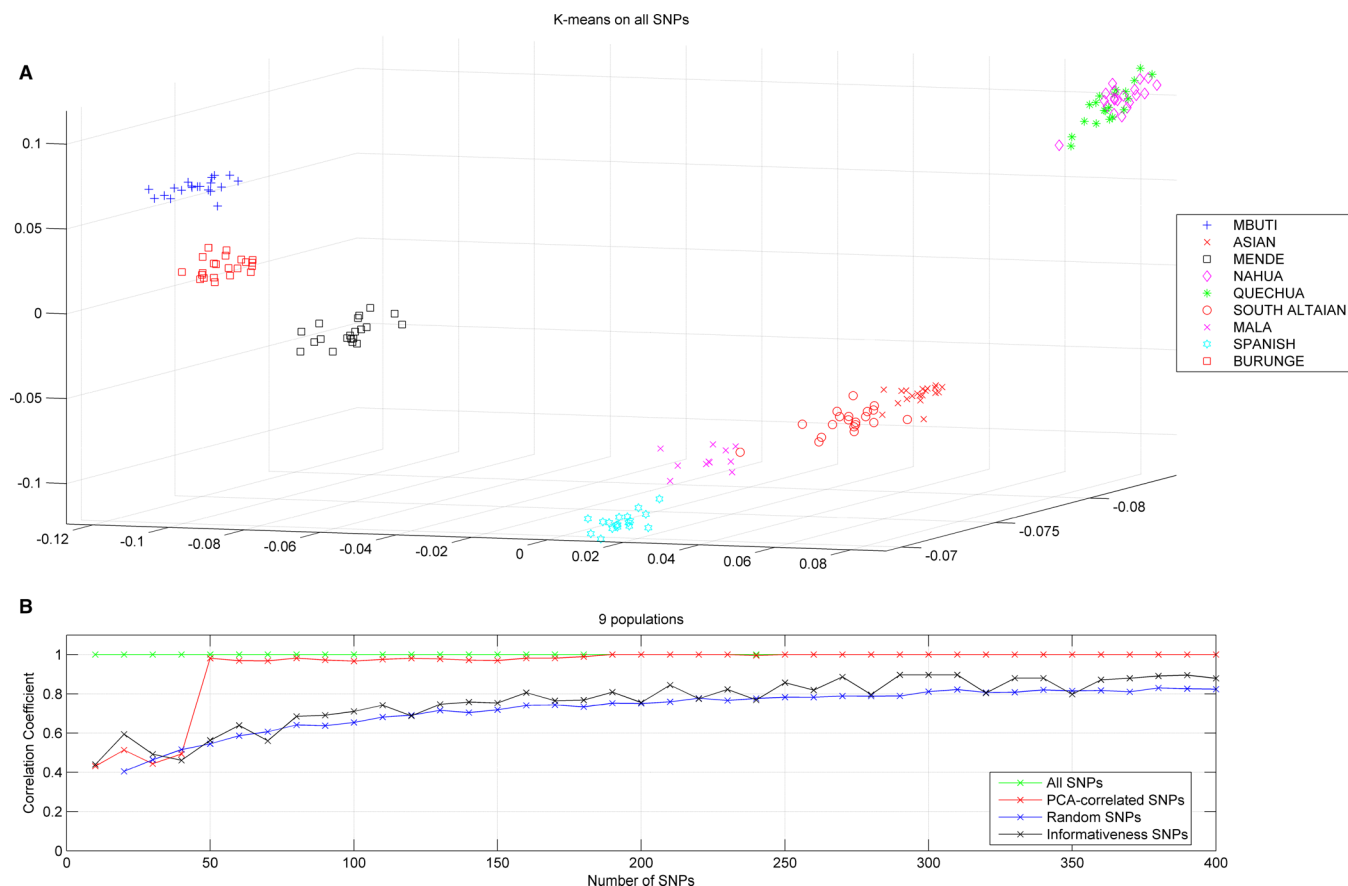 K-means on all SNPs
A
0.1
0.05
0
-0.05
-0.1
-0.12
-0.1
-0.08
-0.06
-0.04
-0.02
0
0.02
0.04
0.06
0.08
-0.07
-0.075
-0.08
MBUTI
ASIAN
MENDE
NAHUA
QUECHUA
SOUTH ALTAIAN
MALA
SPANISH
BURUNGE
B
9 populations
Correlation Coefficient
1
0.8
0.6
0.4
0.2
0
0 50 100 150 200 250 300 350 400
Number of SNPs
All SNPs
PCA-correlated SNPs
Random SNPs
Informativeness SNPs